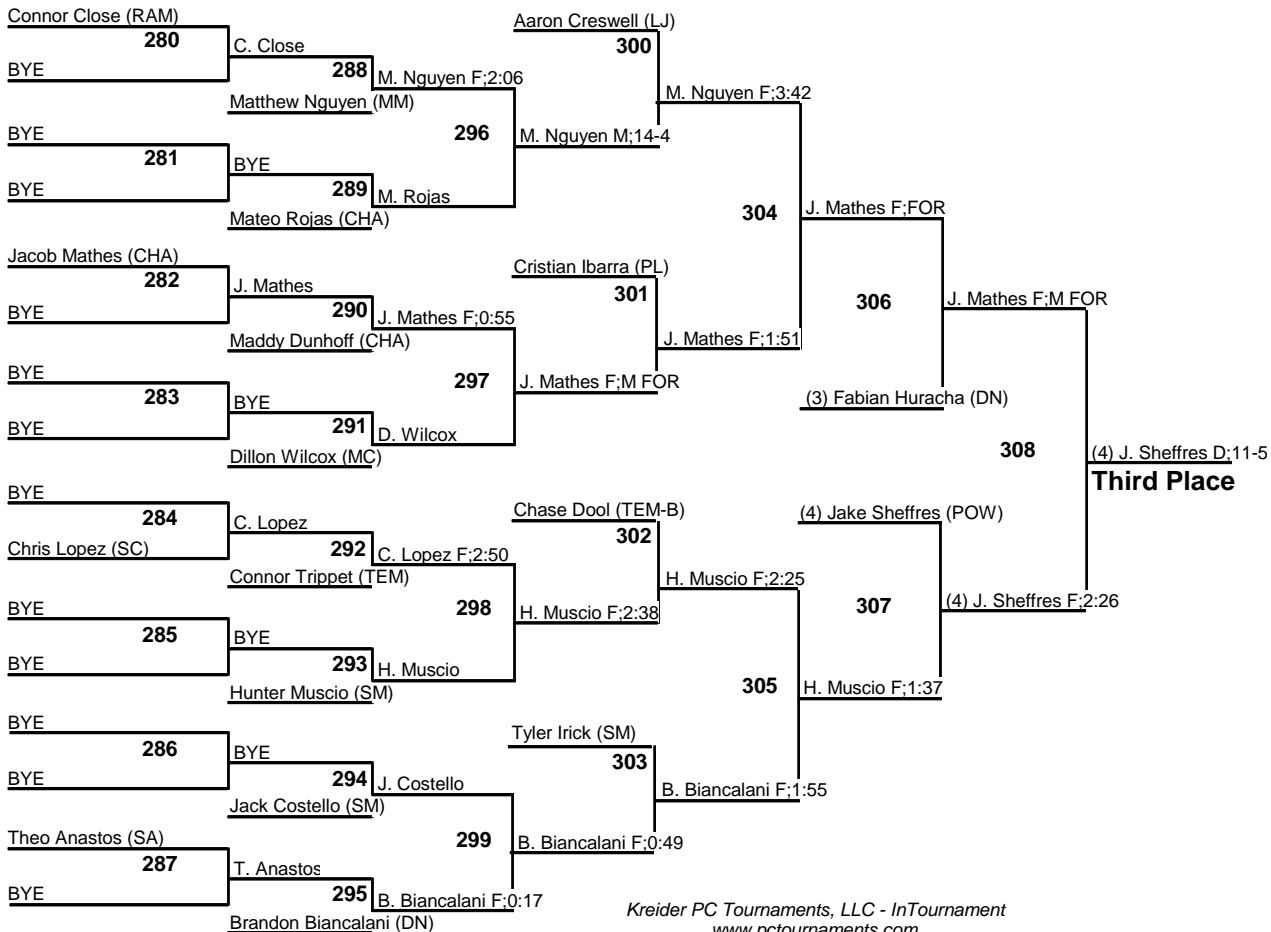 Connor Close (RAM)
280
BYE
C. Close
288
Matthew Nguyen (MM)
M. Nguyen F;2:06
BYE
281
BYE
BYE
289
Mateo Rojas (CHA)
M. Rojas
296
M. Nguyen M;14-4
Aaron Creswell (LJ)
300
M. Nguyen F;3:42
Jacob Mathes (CHA)
282
BYE
J. Mathes
290
Maddy Dunhoff (CHA)
J. Mathes F;0:55
BYE
283
BYE
BYE
291
Dillon Wilcox (MC)
D. Wilcox
297
J. Mathes F;M FOR
Cristian Ibarra (PL)
301
J. Mathes F;1:51
304
J. Mathes F;FOR
306
(3) Fabian Huracha (DN)
J. Mathes F;M FOR
BYE
284
Chris Lopez (SC)
C. Lopez
292
Connor Trippet (TEM)
C. Lopez F;2:50
BYE
285
BYE
BYE
293
Hunter Muscio (SM)
H. Muscio
298
H. Muscio F;2:38
Chase Dool (TEM-B)
302
H. Muscio F;2:25
BYE
286
BYE
BYE
294
Jack Costello (SM)
J. Costello
Theo Anastos (SA)
287
BYE
T. Anastos
295
Brandon Biancalani (DN)
B. Biancalani F;0:17
299
B. Biancalani F;0:49
Tyler Irick (SM)
303
B. Biancalani F;1:55
305
H. Muscio F;1:37
(4) Jake Sheffres (POW)
307
(4) J. Sheffres F;2:26
308
(4) J. Sheffres D;11-5
Third Place
Kreider PC Tournaments, LLC - InTournament
www.pctournaments.com